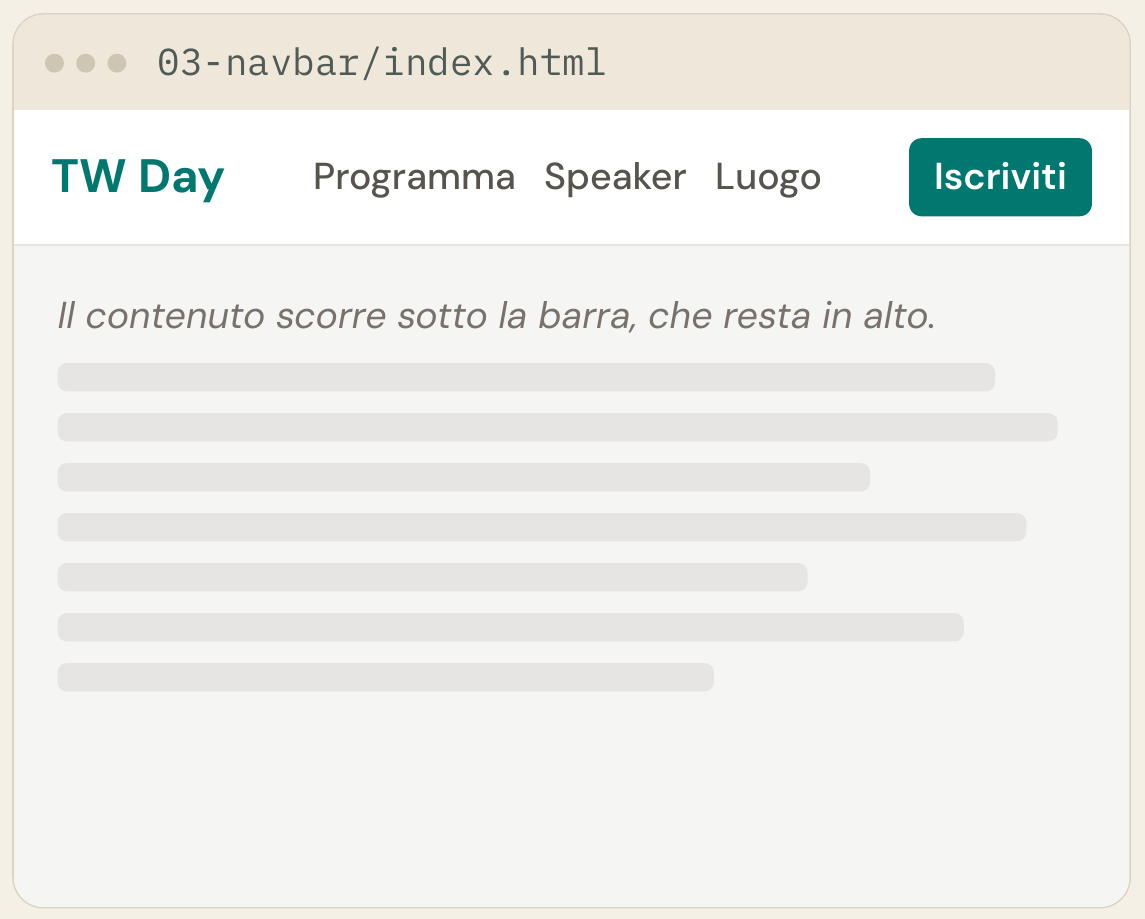 03-navbar/index.html
TW Day Programma Speaker Luogo Iscriviti
Il contenuto scorre sotto la barra, che resta in alto.